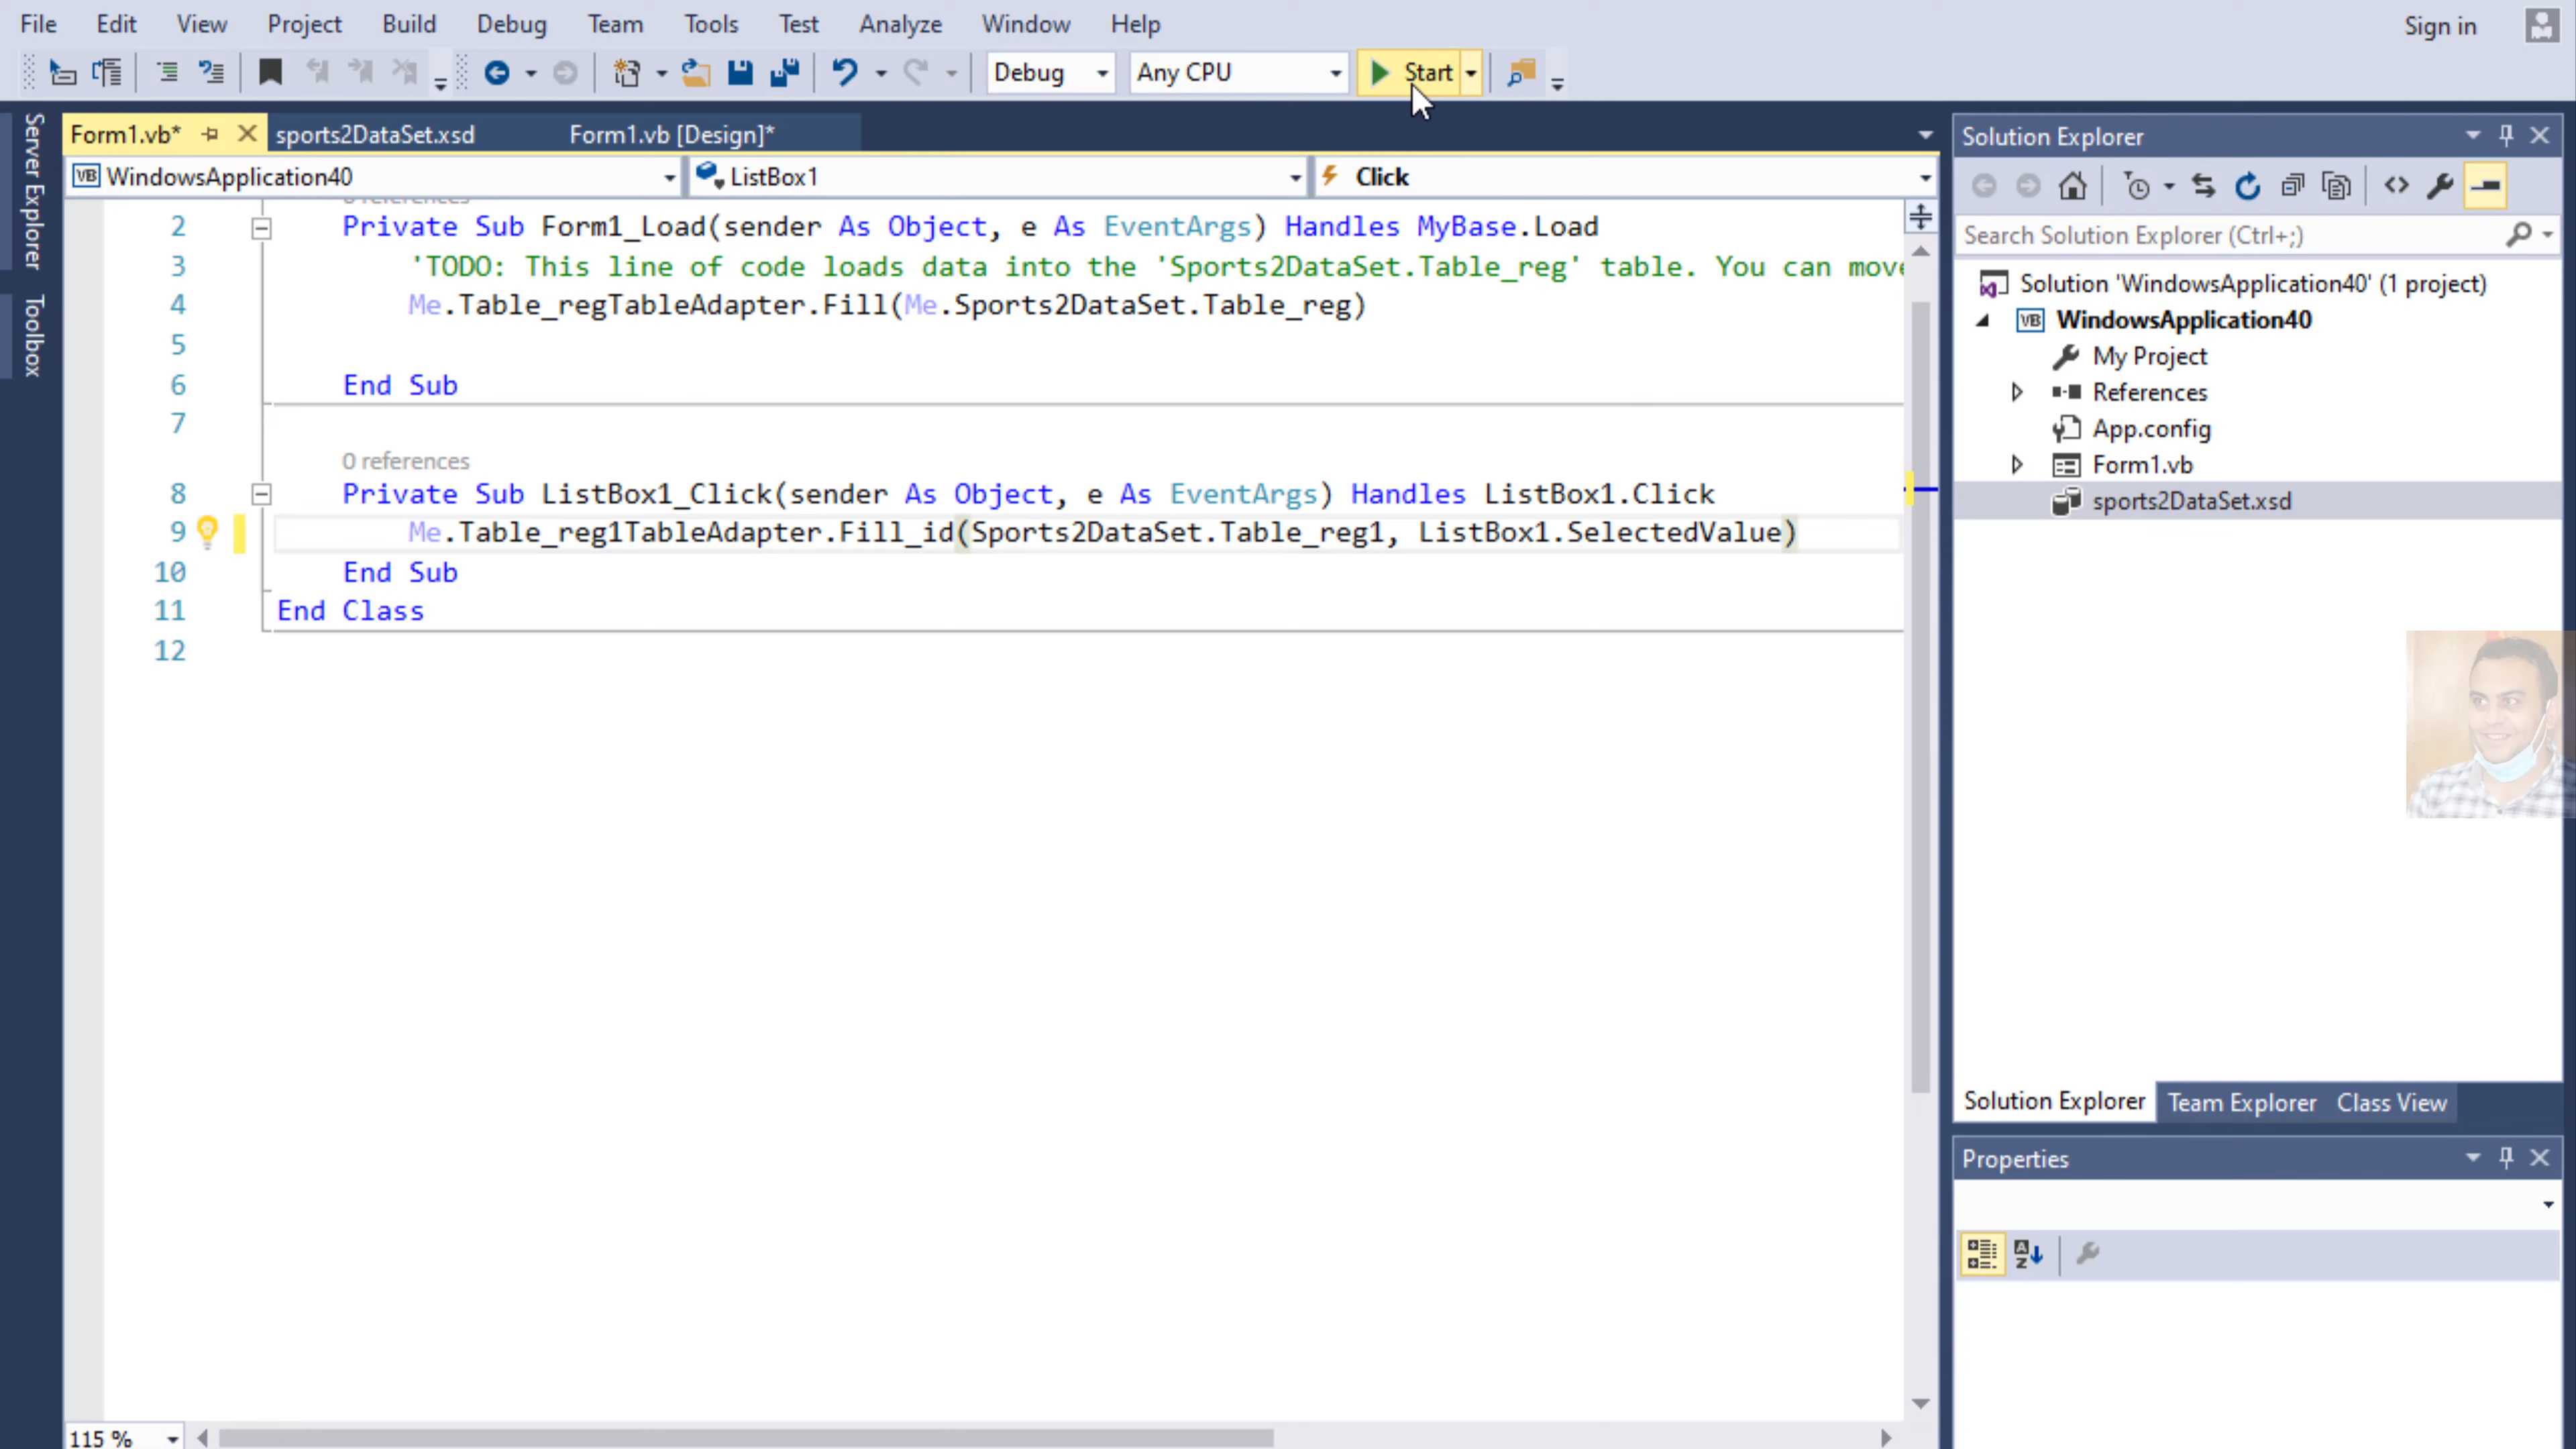 File Edit View Project Build Debug Team Tools Test Analyze Window Help Sign in
Debug Any CPU Start
Server Explorer
Toolbox
Form1.vb* sports2DataSet.xsd Form1.vb [Design]*
WindowsApplication40 ListBox1 Click
0 references
2 Private Sub Form1_Load(sender As Object, e As EventArgs) Handles MyBase.Load
3 'TODO: This line of code loads data into the 'Sports2DataSet.Table_reg' table. You can move
4 Me.Table_regTableAdapter.Fill(Me.Sports2DataSet.Table_reg)
5
6 End Sub
7
0 references
8 Private Sub ListBox1_Click(sender As Object, e As EventArgs) Handles ListBox1.Click
9 Me.Table_reg1TableAdapter.Fill_id(Sports2DataSet.Table_reg1, ListBox1.SelectedValue)
10 End Sub
11 End Class
12
115 %
Solution Explorer
Search Solution Explorer (Ctrl+;)
Solution 'WindowsApplication40' (1 project)
VB WindowsApplication40
My Project
References
App.config
Form1.vb
sports2DataSet.xsd
Solution Explorer Team Explorer Class View
Properties